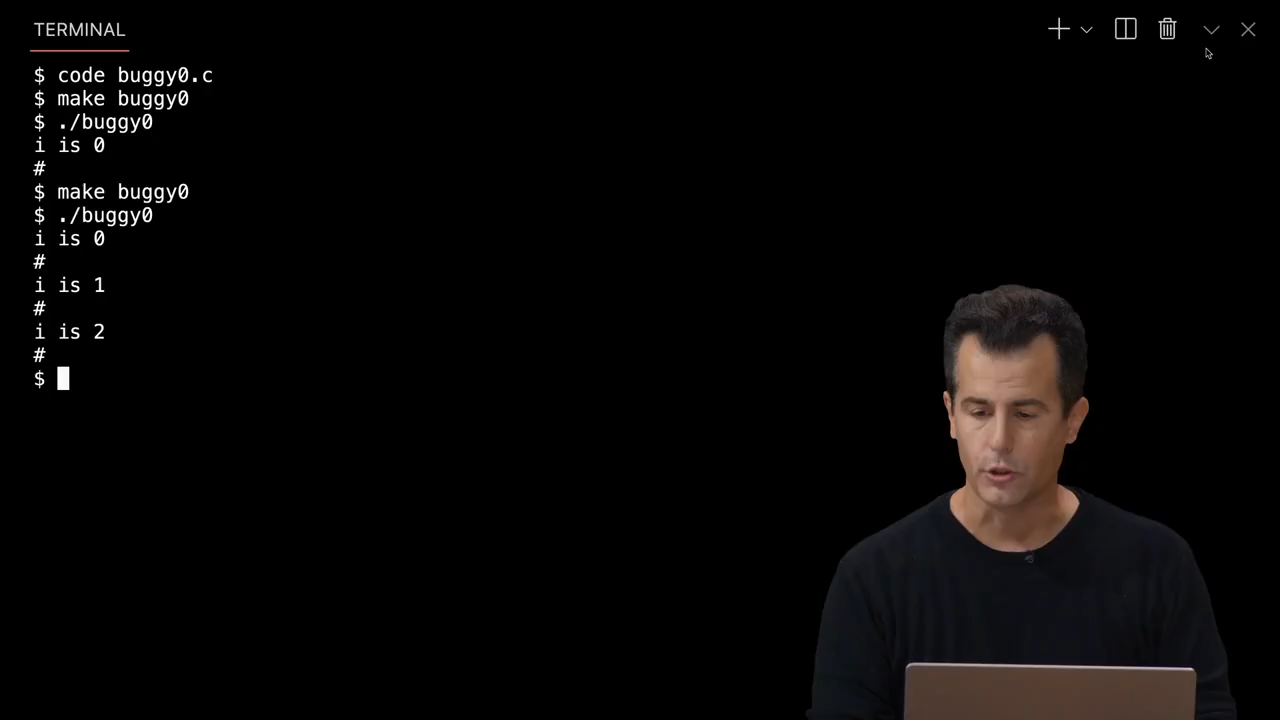 TERMINAL
$ code buggy0.c
$ make buggy0
$ ./buggy0
i is 0
#
$ make buggy0
$ ./buggy0
i is 0
#
i is 1
#
i is 2
#
$